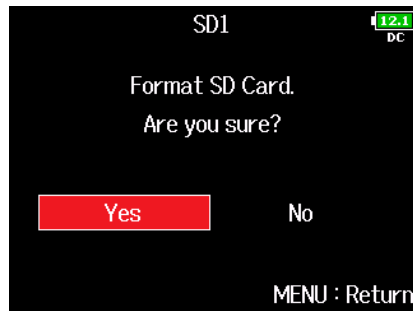 SD1
12.1
DC
Format SD Card.
Are you sure?
Yes No
MENU : Return